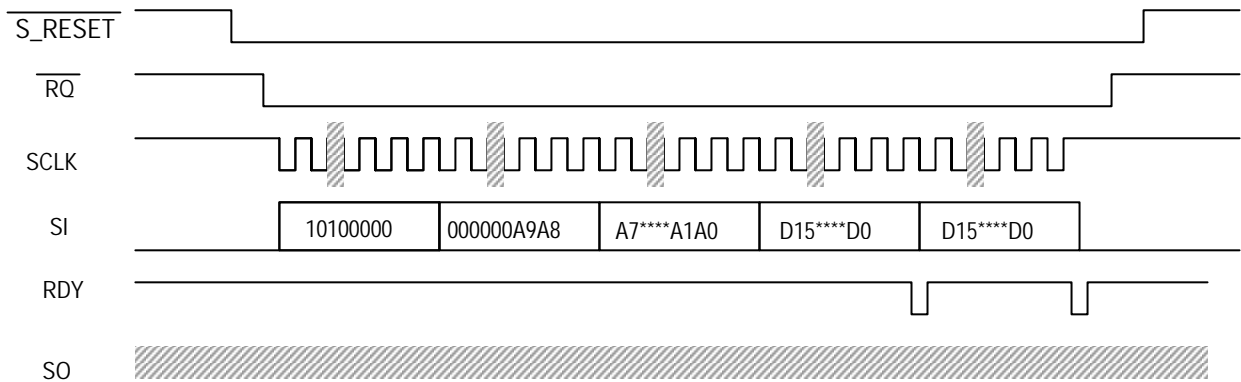 S_RESET
RQ
SCLK
SI 10100000 000000A9A8 A7****A1A0 D15****D0 D15****D0
RDY
SO